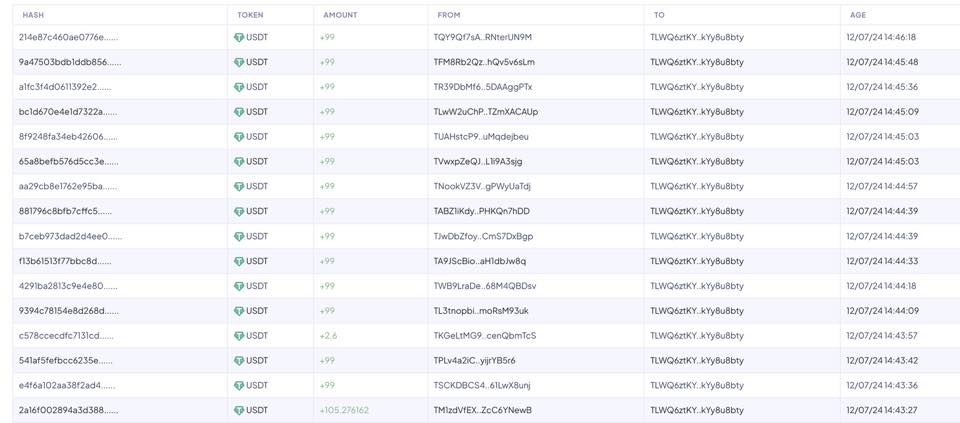 HASH TOKEN AMOUNT FROM TO AGE
214e87c460ae0776e...... USDT +99 TQY9Qf7sA..RNterUN9M TLWQ6ztKY..kYy8u8bty 12/07/24 14:46:18
9a47503bdb1ddb856...... USDT +99 TFM8Rb2Qz..hQv5v6sLm TLWQ6ztKY..kYy8u8bty 12/07/24 14:45:48
a1fc3f4d0611392e2...... USDT +99 TR39DbMf6..5DAAggPTx TLWQ6ztKY..kYy8u8bty 12/07/24 14:45:36
bc1d670e4e1d7322a...... USDT +99 TLwW2uChP..TZmXACAUp TLWQ6ztKY..kYy8u8bty 12/07/24 14:45:09
8f9248fa34eb42606...... USDT +99 TUAHstcP9..uMqdejbeu TLWQ6ztKY..kYy8u8bty 12/07/24 14:45:03
65a8befb576d5cc3e...... USDT +99 TVwxpZeQJ..L1i9A3sjg TLWQ6ztKY..kYy8u8bty 12/07/24 14:45:03
aa29cb8e1762e95ba...... USDT +99 TNookVZ3V..gPWyUaTdj TLWQ6ztKY..kYy8u8bty 12/07/24 14:44:57
881796c8bfb7cffc5...... USDT +99 TABZ1iKdy..PHKQn7hDD TLWQ6ztKY..kYy8u8bty 12/07/24 14:44:39
b7ceb973dad2d4ee0...... USDT +99 TJwDbZfoy..CmS7DxBgp TLWQ6ztKY..kYy8u8bty 12/07/24 14:44:39
f13b61513f77bbc8d...... USDT +99 TA9JScBio..aH1dbJw8q TLWQ6ztKY..kYy8u8bty 12/07/24 14:44:33
4291ba2813c9e4e80...... USDT +99 TWB9LraDe..68M4QBDsv TLWQ6ztKY..kYy8u8bty 12/07/24 14:44:18
9394c78154e8d268d...... USDT +99 TL3tnopbi..moRsM93uk TLWQ6ztKY..kYy8u8bty 12/07/24 14:44:09
c578ccecdfc7131cd...... USDT +2.6 TKGeLtMG9..cenQbmTcS TLWQ6ztKY..kYy8u8bty 12/07/24 14:43:57
541af5fefbcc6235e...... USDT +99 TPLv4a2iC..yijrYB5r6 TLWQ6ztKY..kYy8u8bty 12/07/24 14:43:42
e4f6a102aa38f2ad4...... USDT +99 TSCKDBCS4..61LwX8unj TLWQ6ztKY..kYy8u8bty 12/07/24 14:43:36
2a16f002894a3d388...... USDT +105.276162 TM1zdVfEX..ZcC6YNewB TLWQ6ztKY..kYy8u8bty 12/07/24 14:43:27